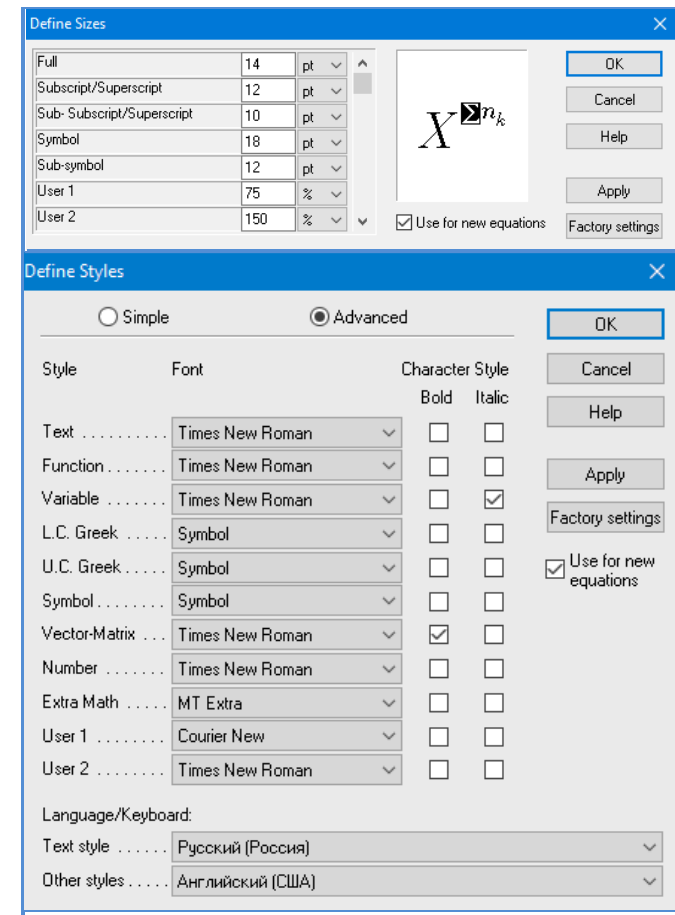 Define Sizes
Full 14 pt
Subscript/Superscript 12 pt
Sub- Subscript/Superscript 10 pt
Symbol 18 pt
Sub-symbol 12 pt
User 1 75 %
User 2 150 %
X Σ n k
Use for new equations
OK
Cancel
Help
Apply
Factory settings
Define Styles
Simple Advanced
Style Font Character Style
Bold Italic
Text .......... Times New Roman
Function ....... Times New Roman
Variable ....... Times New Roman
L.C. Greek ..... Symbol
U.C. Greek ..... Symbol
Symbol ........ Symbol
Vector-Matrix ... Times New Roman
Number ....... Times New Roman
Extra Math ..... MT Extra
User 1 ........ Courier New
User 2 ........ Times New Roman
Language/Keyboard:
Text style ...... Русский (Россия)
Other styles ..... Английский (США)
OK
Cancel
Help
Apply
Factory settings
Use for new
equations